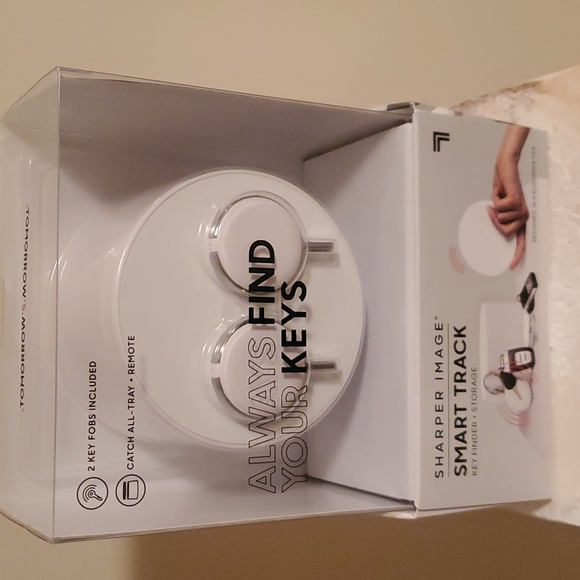 TOMORROW'S.TOMORROW.
2 KEY FOBS INCLUDED
CATCH ALL-TRAY + REMOTE
ALWAYS FIND
YOUR KEYS
SHARPER IMAGE®
SMART TRACK
KEY FINDER + STORAGE